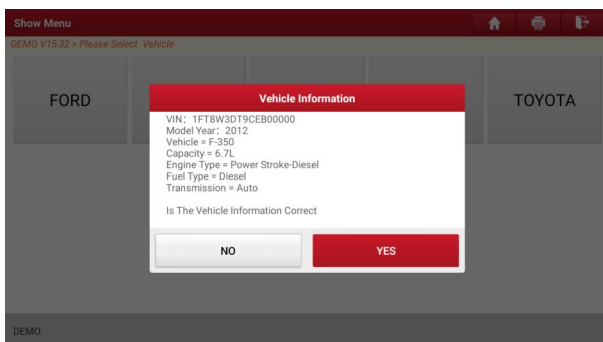 Show Menu
DEMO V15.32 > Please Select Vehicle
FORD
TOYOTA
Vehicle Information
VIN: 1FT8W3DT9CEB00000
Model Year: 2012
Vehicle = F-350
Capacity = 6.7L
Engine Type = Power Stroke-Diesel
Fuel Type = Diesel
Transmission = Auto
Is The Vehicle Information Correct
NO
YES
DEMO